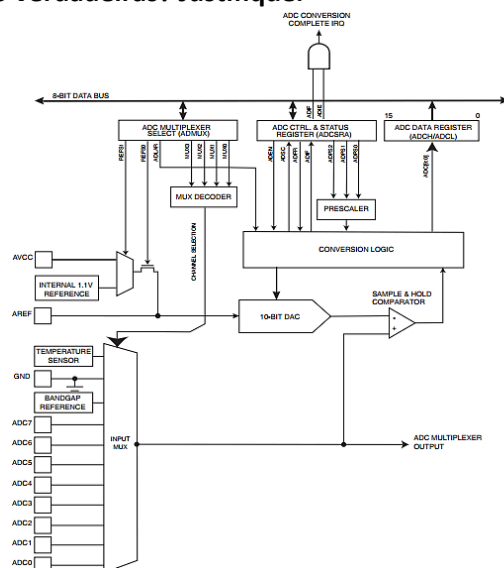 ADC CONVERSION
COMPLETE IRQ
8-BIT DATA BUS
ADIF
ADIE
15
0
ADC MULTIPLEXER
SELECT (ADMUX)
ADC CTRL. & STATUS
REGISTER (ADCSRA)
ADC DATA REGISTER
(ADCH/ADCL)
REFS1
REFS0
ADLAR
MUX3
MUX2
MUX1
MUX0
ADEN
ADSC
ADFR
ADIF
ADPS2
ADPS1
ADPS0
ADC[9:0]
MUX DECODER
PRESCALER
CHANNEL SELECTION
CONVERSION LOGIC
AVCC
INTERNAL 1.1V
REFERENCE
AREF
SAMPLE & HOLD
COMPARATOR
10-BIT DAC
-
+
TEMPERATURE
SENSOR
GND
BANDGAP
REFERENCE
ADC7
ADC6
ADC5
ADC4
ADC3
ADC2
ADC1
ADC0
INPUT
MUX
ADC MULTIPLEXER
OUTPUT